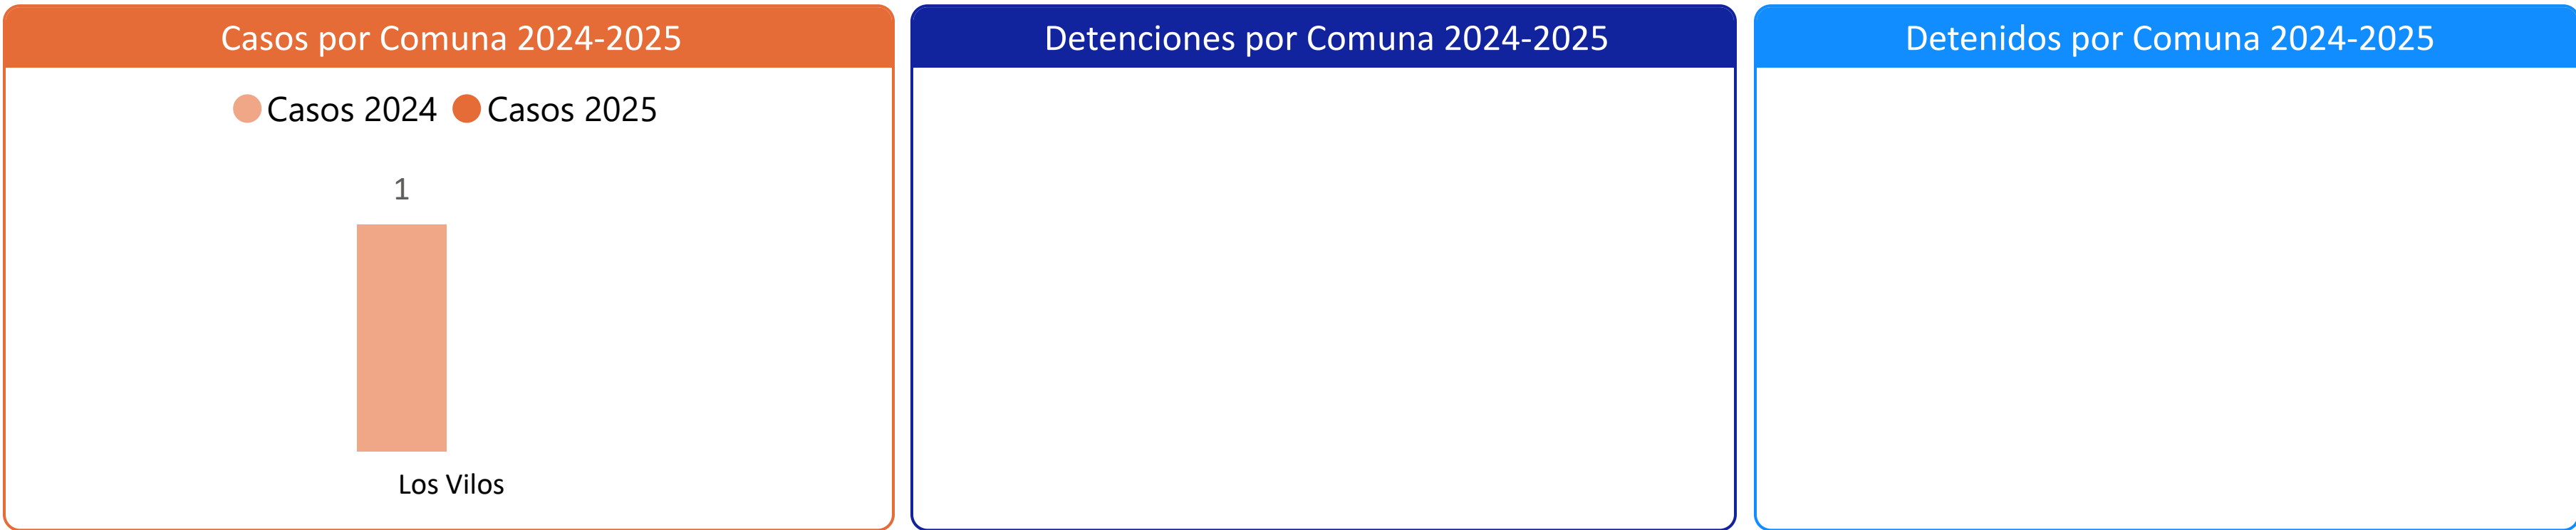 Casos por Comuna 2024-2025
Casos 2024 Casos 2025
1
Los Vilos
Detenciones por Comuna 2024-2025
Detenidos por Comuna 2024-2025